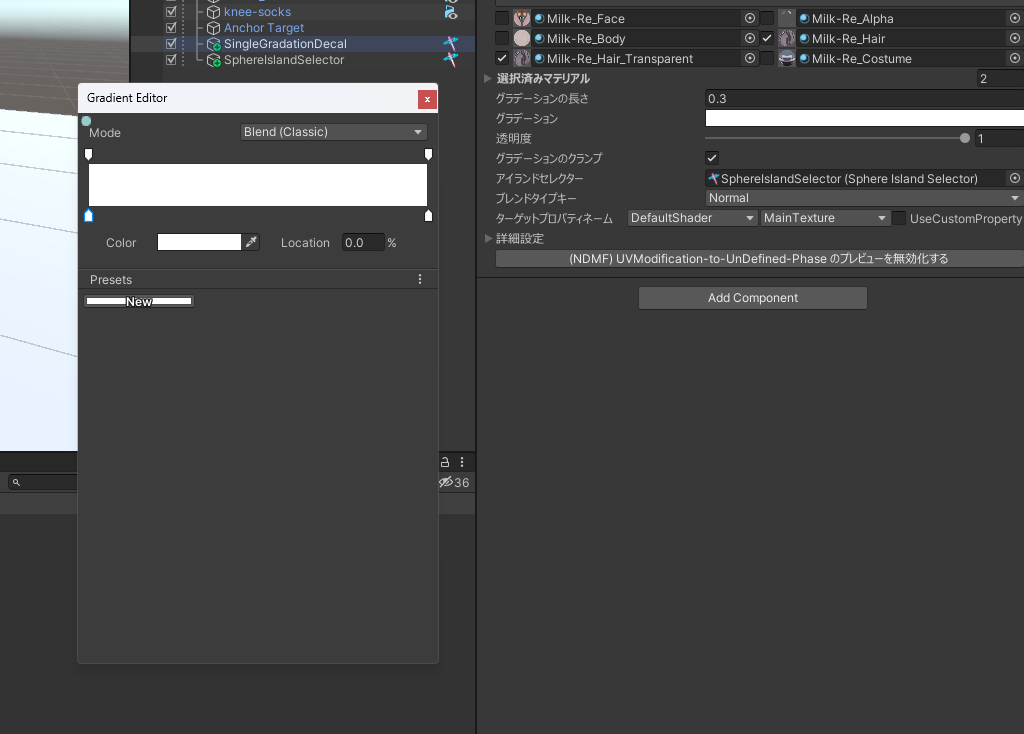 knee-socks
Anchor Target
SingleGradationDecal
SphereIslandSelector
Gradient Editor
x
Mode
Blend (Classic)
Color
Location
0.0
%
Presets
New
36
Milk-Re_Face
Milk-Re_Alpha
Milk-Re_Body
Milk-Re_Hair
Milk-Re_Hair_Transparent
Milk-Re_Costume
選択済みマテリアル
2
グラデーションの長さ
0.3
グラデーション
透明度
1
グラデーションのクランプ
アイランドセレクター
SphereIslandSelector (Sphere Island Selector)
ブレンドタイプキー
Normal
ターゲットプロパティネーム
DefaultShader
MainTexture
UseCustomProperty
詳細設定
(NDMF) UVModification-to-UnDefined-Phase のプレビューを無効化する
Add Component